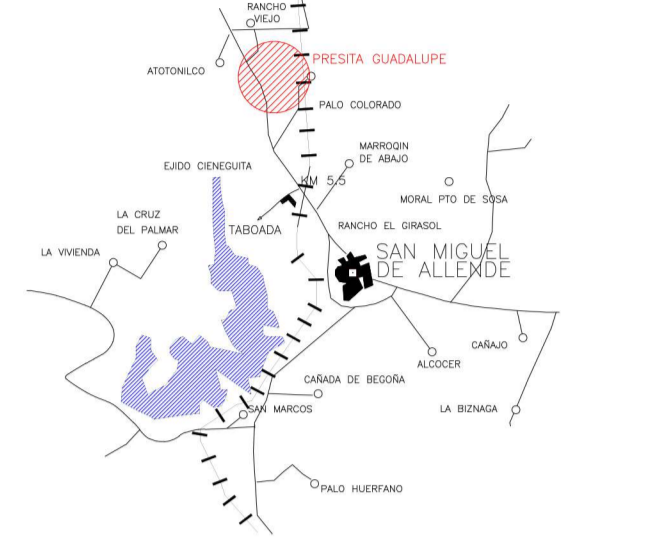 RANCHO
VIEJO
PRESITA GUADALUPE
ATOTONILCO
PALO COLORADO
MARROQIN
DE ABAJO
EJIDO CIENEGUITA
KM 5.5
MORAL PTO DE SOSA
LA CRUZ
DEL PALMAR
TABOADA
RANCHO EL GIRASOL
LA VIVIENDA
SAN MIGUEL
DE ALLENDE
CAÑAJO
ALCOCER
CAÑADA DE BEGOÑA
SAN MARCOS
LA BIZNAGA
PALO HUERFANO